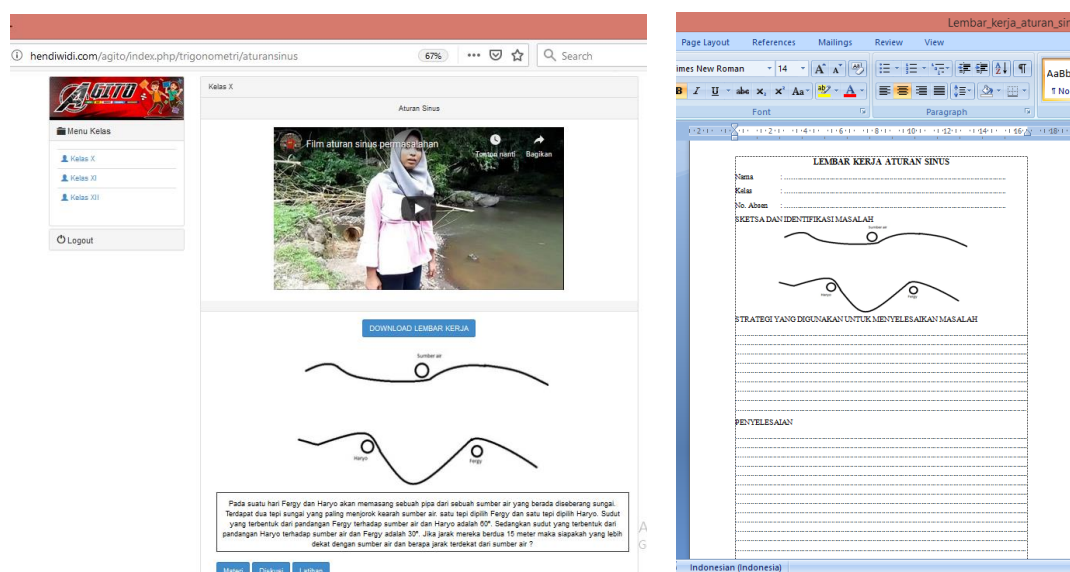 hendiwidi.com/agito/index.php/trigonometri/aturansinus
67%
Search
AGITO
Menu Kelas
Kelas X
Kelas XI
Kelas XII
Logout
Kelas X
Aturan Sinus
Film aturan sinus permasalahan
Tonton nanti
Bagikan
DOWNLOAD LEMBAR KERJA
Sumber air
Haryo
Fergy
Pada suatu hari Fergy dan Haryo akan memasang sebuah pipa dari sebuah sumber air yang berada diseberang sungai.
Terdapat dua tepi sungai yang paling menjorok kearah sumber air. satu tepi dipilih Fergy dan satu tepi dipilih Haryo. Sudut
yang terbentuk dari pandangan Fergy terhadap sumber air dan Haryo adalah 60°. Sedangkan sudut yang terbentuk dari
pandangan Haryo terhadap sumber air dan Fergy adalah 30°. Jika jarak mereka berdua 15 meter maka siapakah yang lebih
dekat dengan sumber air dan berapa jarak terdekat dari sumber air ?
Materi
Diskusi
Latihan
A
G
Lembar_kerja_aturan_sin
Page Layout References Mailings Review View
imes New Roman 14
AaBb
Font
Paragraph
LEMBAR KERJA ATURAN SINUS
Nama :
Kelas :
No. Absen :
SKETSA DAN IDENTIFIKASI MASALAH
Sumber air
Haryo
Fergy
STRATEGI YANG DIGUNAKAN UNTUK MENYELESAIKAN MASALAH
PENYELESAIAN
Indonesian (Indonesia)